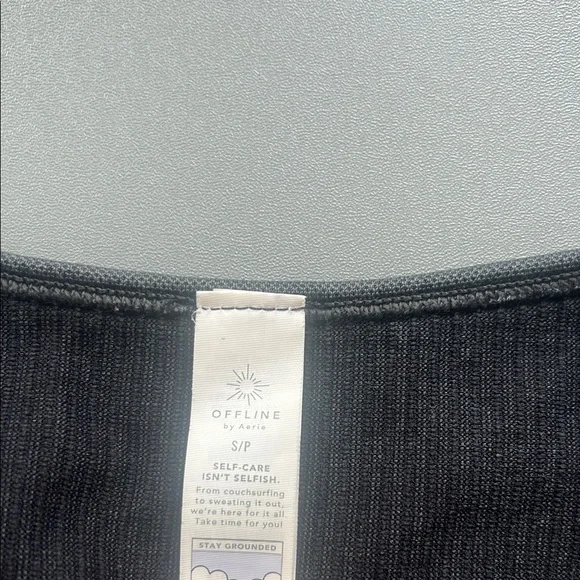 OFFLINE
by Aerie
S/P
SELF-CARE
ISN'T SELFISH.
From couchsurfing
to sweating it out,
we're here for it all
Take time for you!
STAY GROUNDED